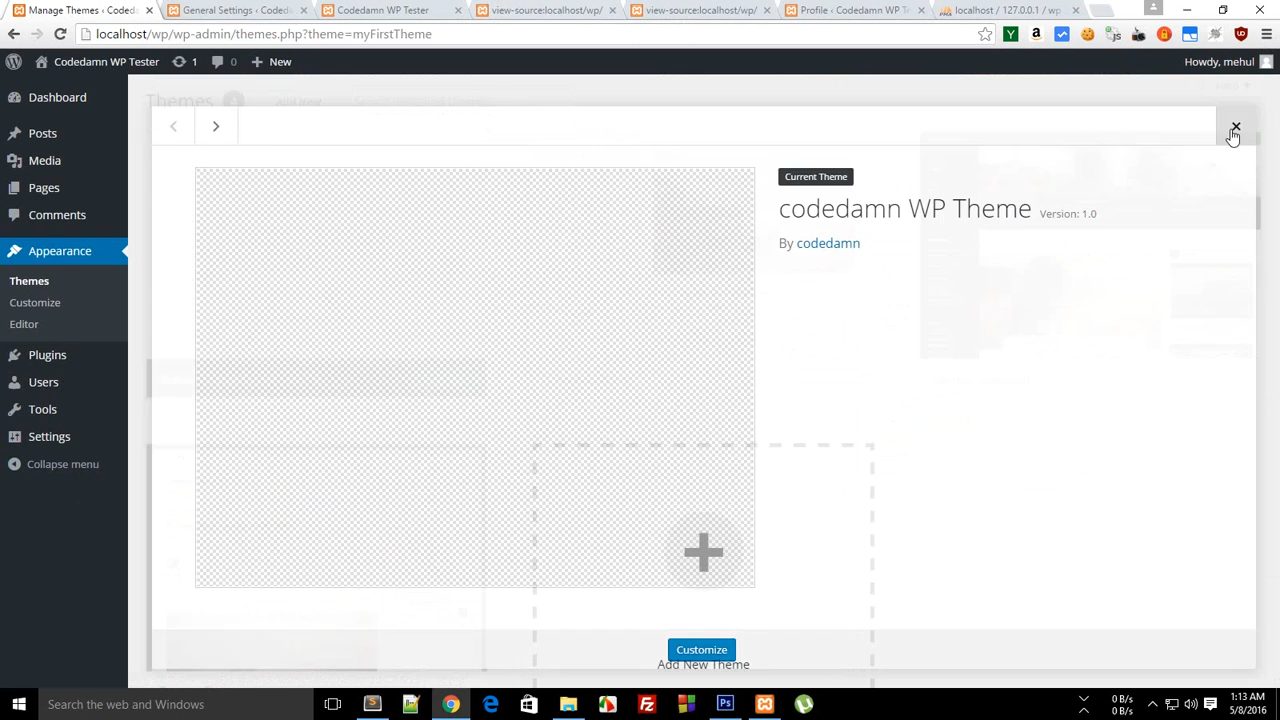 Manage Themes ‹ Coded
General Settings ‹ Coded
Codedamn WP Tester
view-source:localhost/wp/
view-source:localhost/wp/
Profile ‹ Codedamn WP Te
localhost / 127.0.0.1 / wp
localhost/wp/wp-admin/themes.php?theme=myFirstTheme
Codedamn WP Tester
1
0
New
Howdy, mehul
Dashboard
Posts
Media
Pages
Comments
Appearance
Themes
Customize
Editor
Plugins
Users
Tools
Settings
Collapse menu
Themes
Current Theme
codedamn WP Theme Version: 1.0
By codedamn
Customize
Add New Theme
Search the web and Windows
0 B/s
0 B/s
1:13 AM
5/8/2016